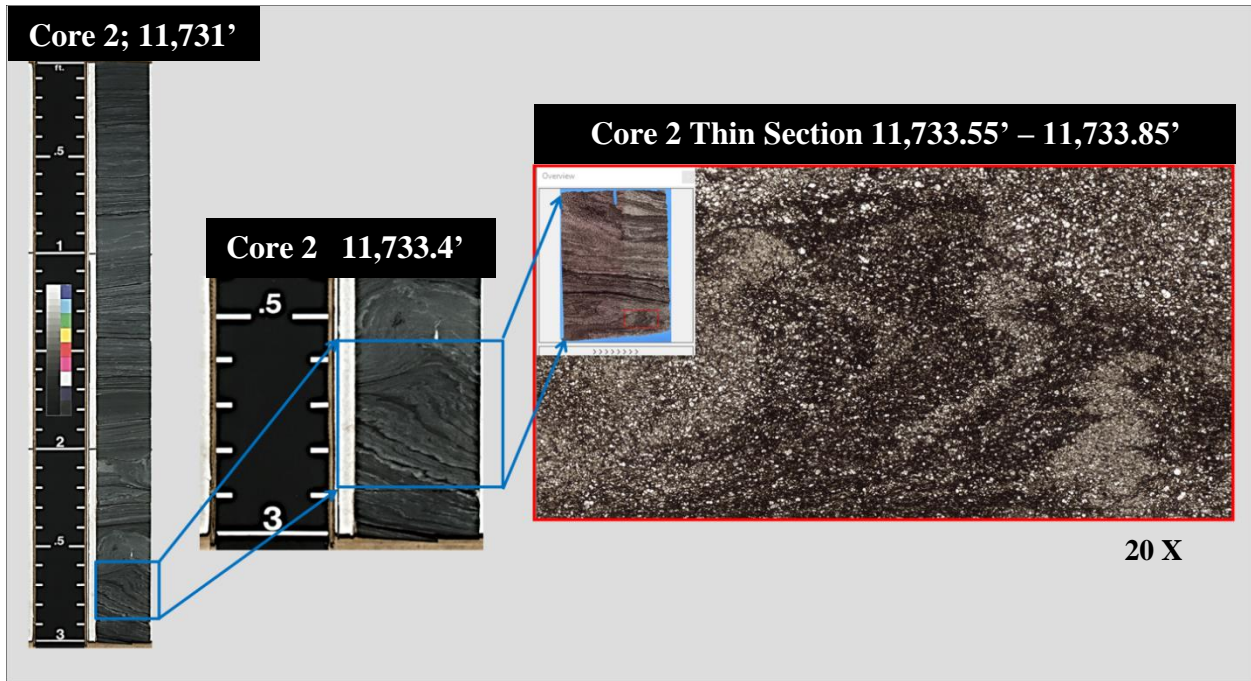 Core 2; 11,731’
ft.
.5
1
2
.5
3
Core 2 11,733.4’
.5
3
Core 2 Thin Section 11,733.55’ – 11,733.85’
Overview
20 X